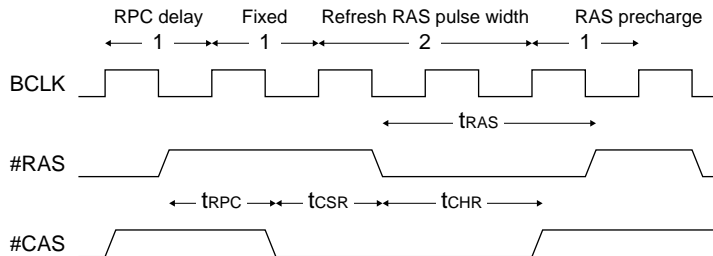 RPC delay Fixed Refresh RAS pulse width RAS precharge
1 1 2 1
BCLK
tRAS
#RAS
tRPC tCSR tCHR
#CAS